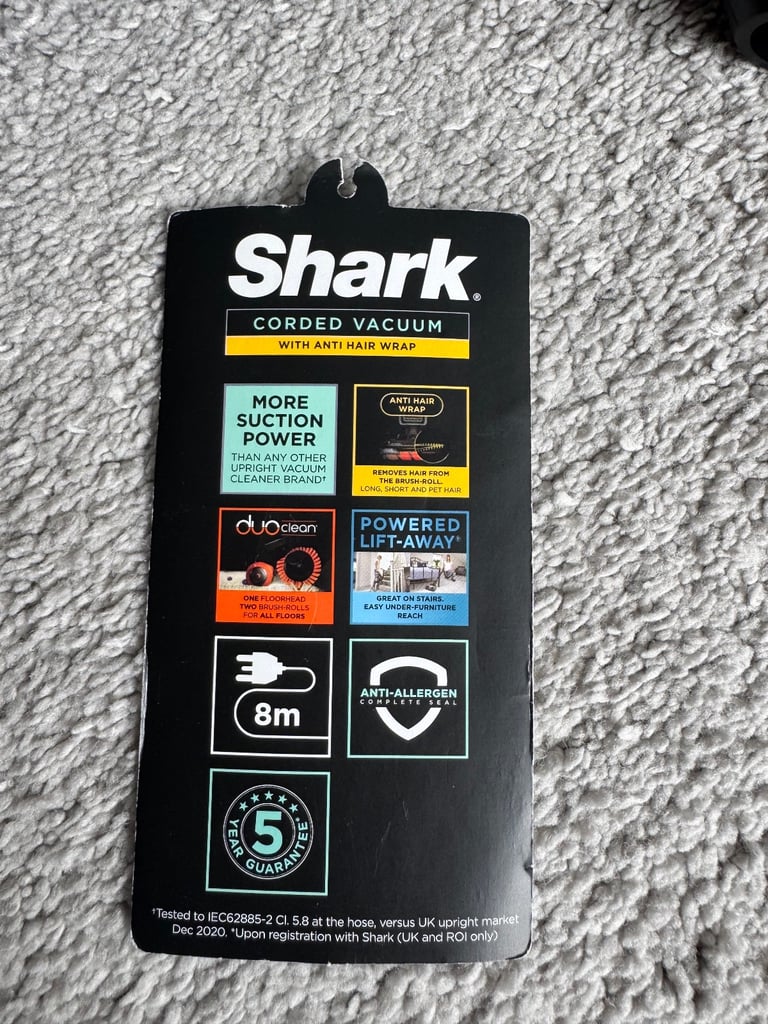 Shark®
CORDED VACUUM
WITH ANTI HAIR WRAP
MORE
SUCTION
POWER
THAN ANY OTHER
UPRIGHT VACUUM
CLEANER BRAND†
ANTI HAIR
WRAP
REMOVES HAIR FROM
THE BRUSH-ROLL.
LONG, SHORT AND PET HAIR
duoclean
ONE FLOORHEAD
TWO BRUSH-ROLLS
FOR ALL FLOORS
POWERED
LIFT-AWAY
GREAT ON STAIRS.
EASY UNDER-FURNITURE
REACH
8m
ANTI-ALLERGEN
COMPLETE SEAL
5
YEAR GUARANTEE*
†Tested to IEC62885-2 Cl. 5.8 at the hose, versus UK upright market
Dec 2020. *Upon registration with Shark (UK and ROI only)